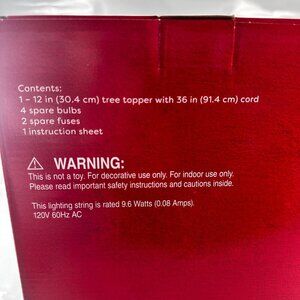 Contents:
1 – 12 in (30.4 cm) tree topper with 36 in (91.4 cm) cord
4 spare bulbs
2 spare fuses
1 instruction sheet
WARNING:
This is not a toy. For decorative use only. For indoor use only.
Please read important safety instructions and cautions inside.
This lighting string is rated 9.6 Watts (0.08 Amps).
120V 60Hz AC